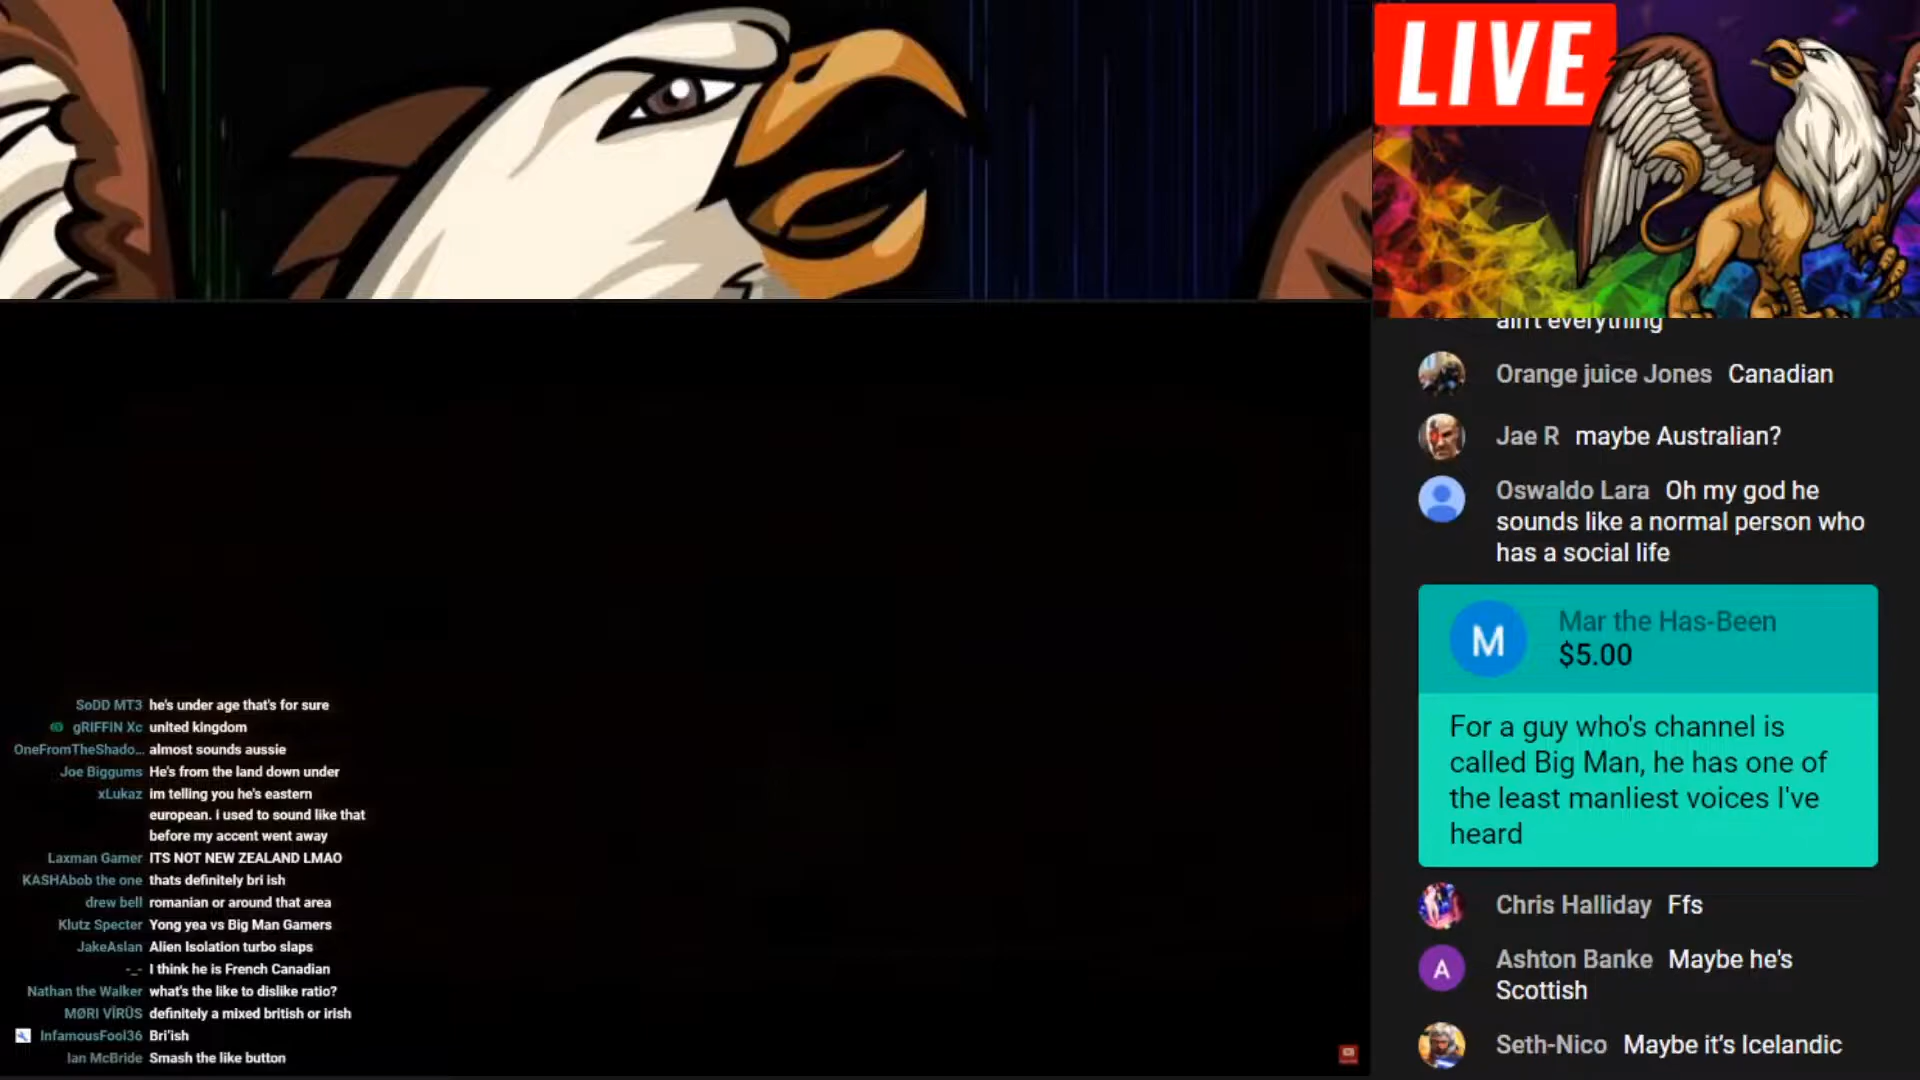 LIVE
ain't everything
Orange juice Jones Canadian
Jae R maybe Australian?
Oswaldo Lara Oh my god he
sounds like a normal person who
has a social life
M
Mar the Has-Been
$5.00
For a guy who's channel is
called Big Man, he has one of
the least manliest voices I've
heard
Chris Halliday Ffs
A
Ashton Banke Maybe he's
Scottish
Seth-Nico Maybe it's Icelandic
SoDD MT3 he's under age that's for sure
gRIFFIN Xc united kingdom
OneFromTheShado... almost sounds aussie
Joe Biggums He's from the land down under
xLukaz im telling you he's eastern
european. i used to sound like that
before my accent went away
Laxman Gamer ITS NOT NEW ZEALAND LMAO
KASHAbob the one thats definitely bri ish
drew bell romanian or around that area
Klutz Specter Yong yea vs Big Man Gamers
JakeAslan Alien Isolation turbo slaps
-_- I think he is French Canadian
Nathan the Walker what's the like to dislike ratio?
MØRI VÏRŪS definitely a mixed british or irish
InfamousFool36 Bri'ish
Ian McBride Smash the like button